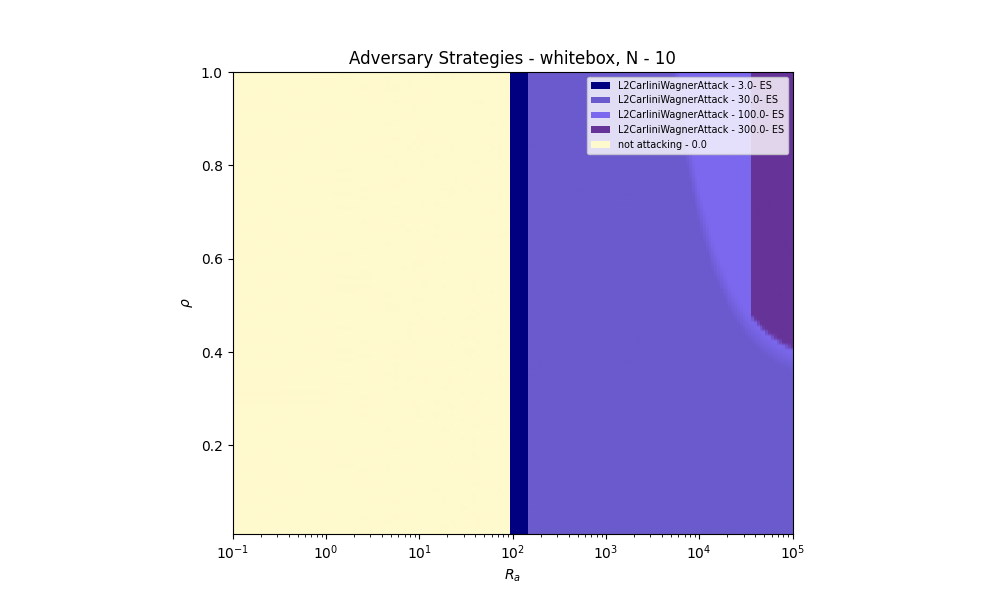 Adversary Strategies - whitebox, N - 10
1.0
0.8
0.6
0.4
0.2
ρ
L2CarliniWagnerAttack - 3.0- ES
L2CarliniWagnerAttack - 30.0- ES
L2CarliniWagnerAttack - 100.0- ES
L2CarliniWagnerAttack - 300.0- ES
not attacking - 0.0
10⁻¹ 10⁰ 10¹ 10² 10³ 10⁴ 10⁵
Rₐ